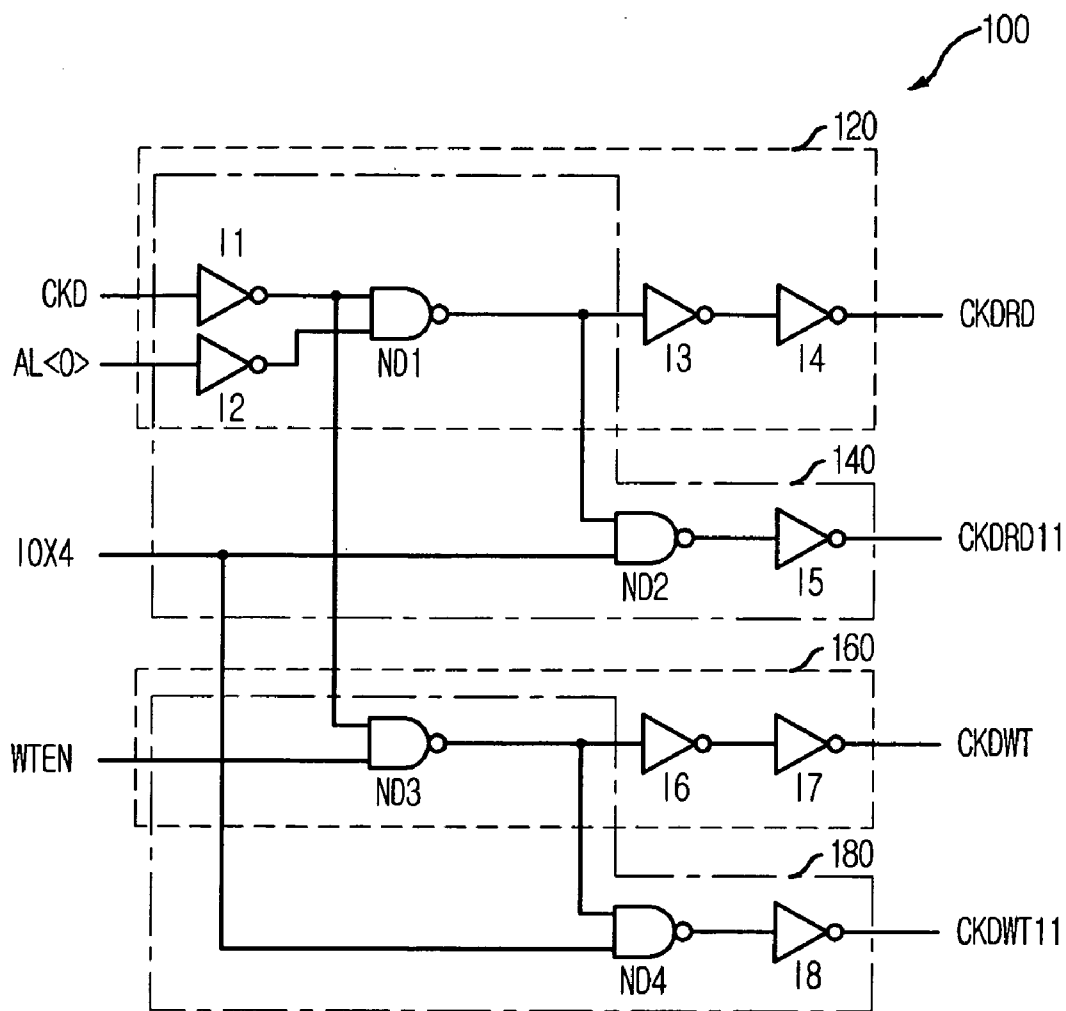 100
120
I1
CKD
ND1
I3
I4
CKDRD
AL<0>
I2
140
IOX4
ND2
I5
CKDRD11
160
WTEN
ND3
I6
I7
CKDWT
180
ND4
I8
CKDWT11